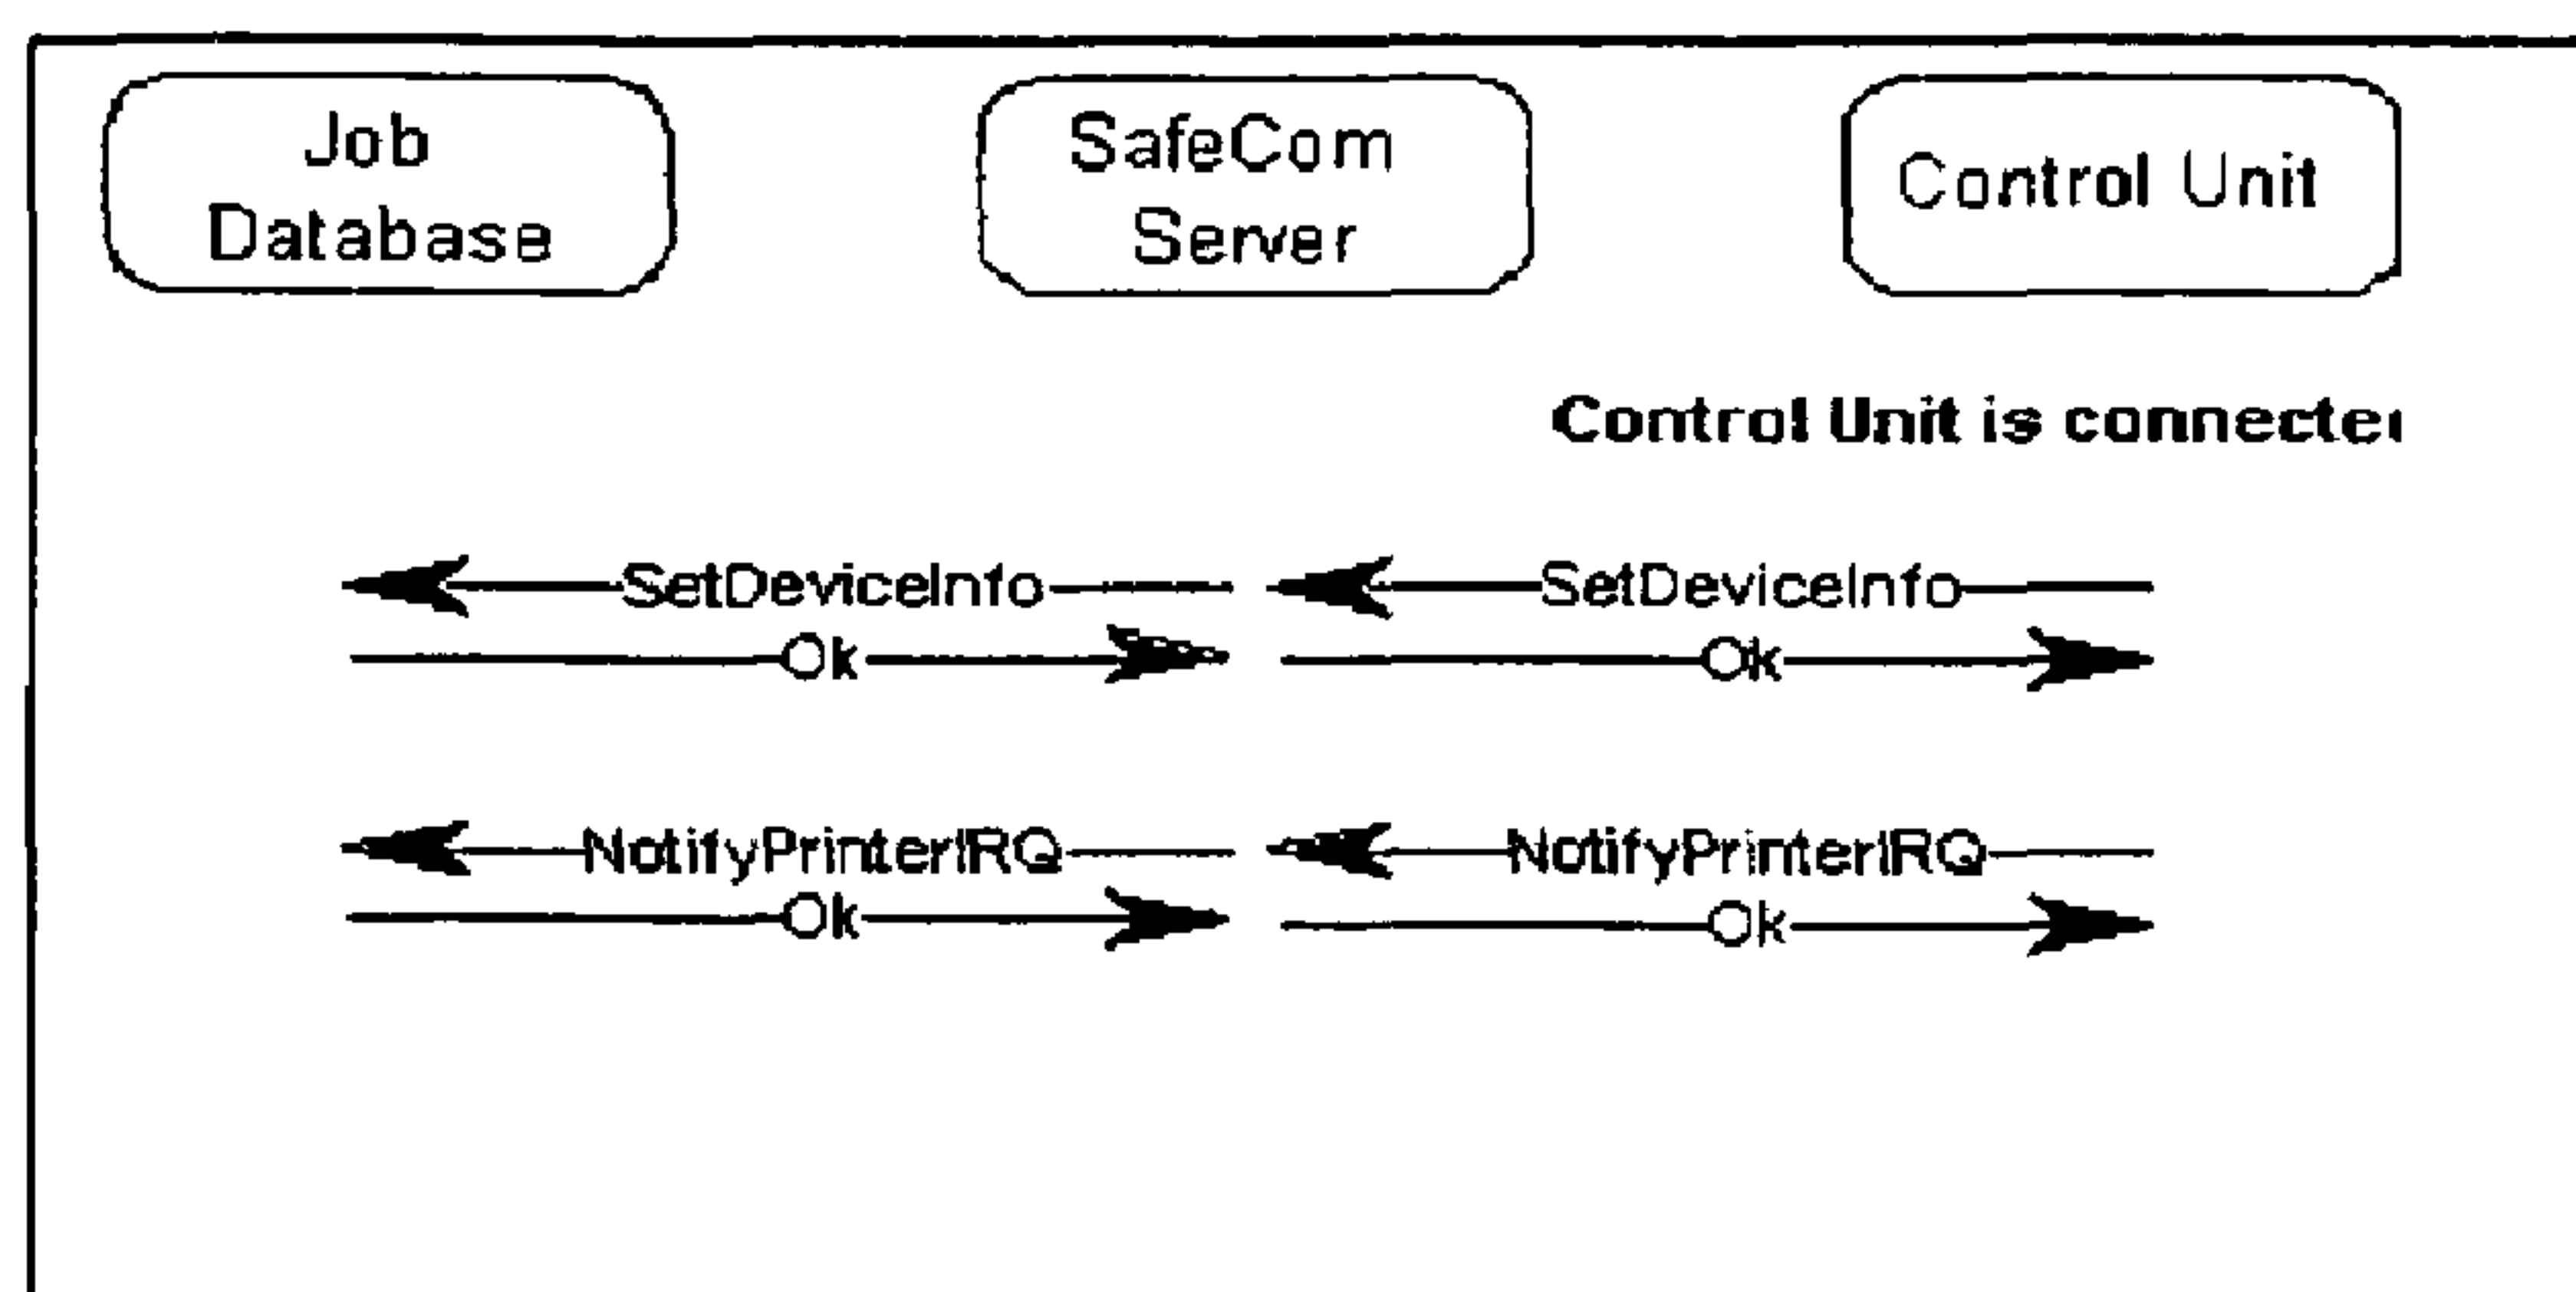 Job
Database
SafeCom
Server
Control Unit
Control Unit is connecte
SetDeviceInfo
SetDeviceInfo
Ok
Ok
NotifyPrinterIRQ
NotifyPrinterIRQ
Ok
Ok